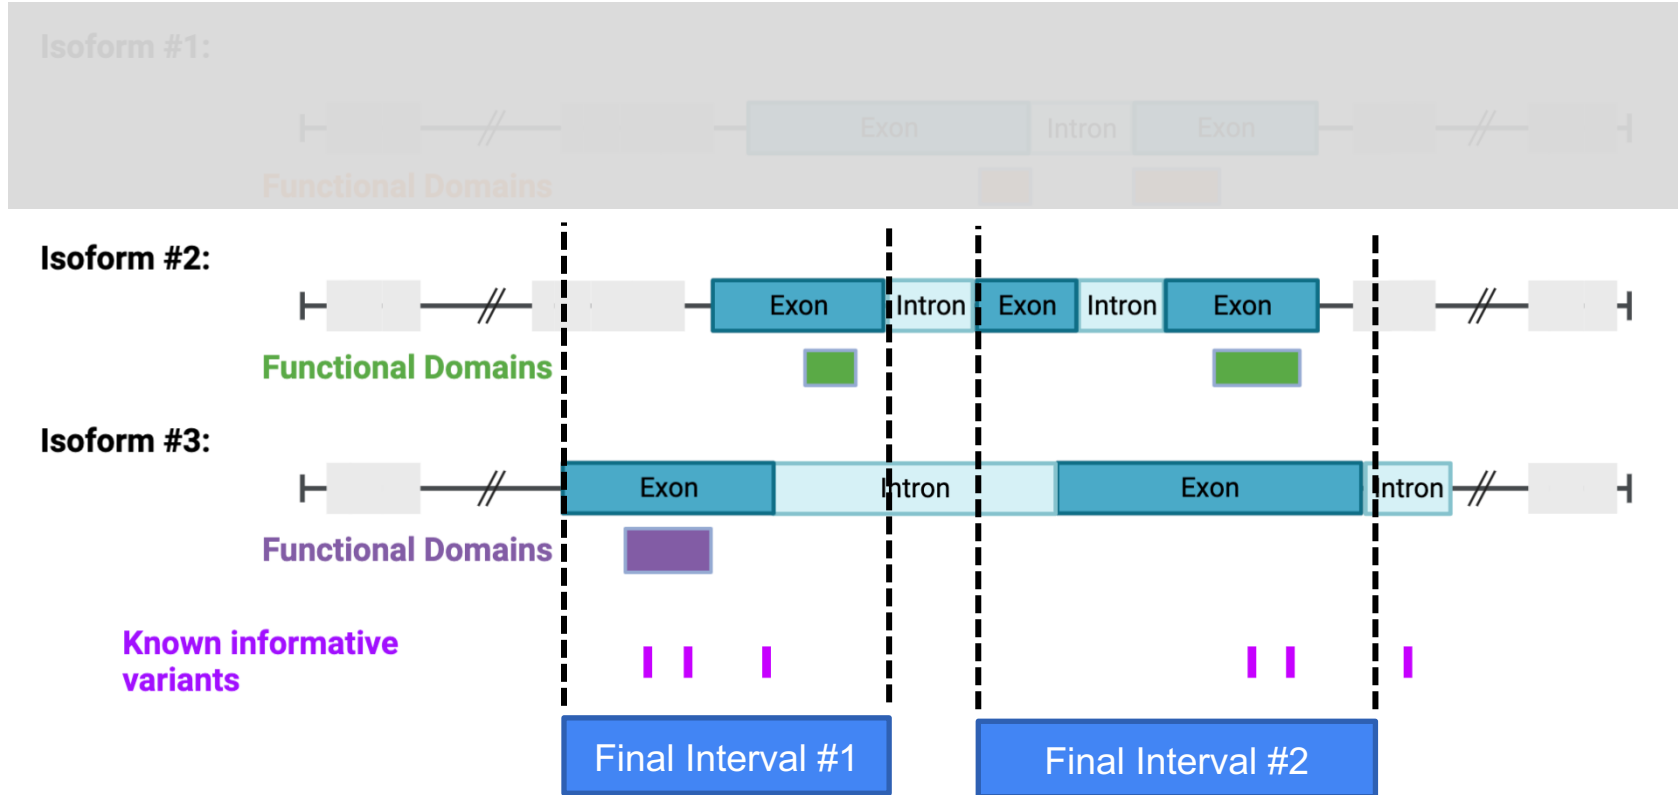 Isoform #1:
Exon Intron Exon
Functional Domains
Isoform #2:
Exon Intron Exon Intron Exon
Functional Domains
Isoform #3:
Exon Intron Exon Intron
Functional Domains
Known informative
variants
Final Interval #1 Final Interval #2